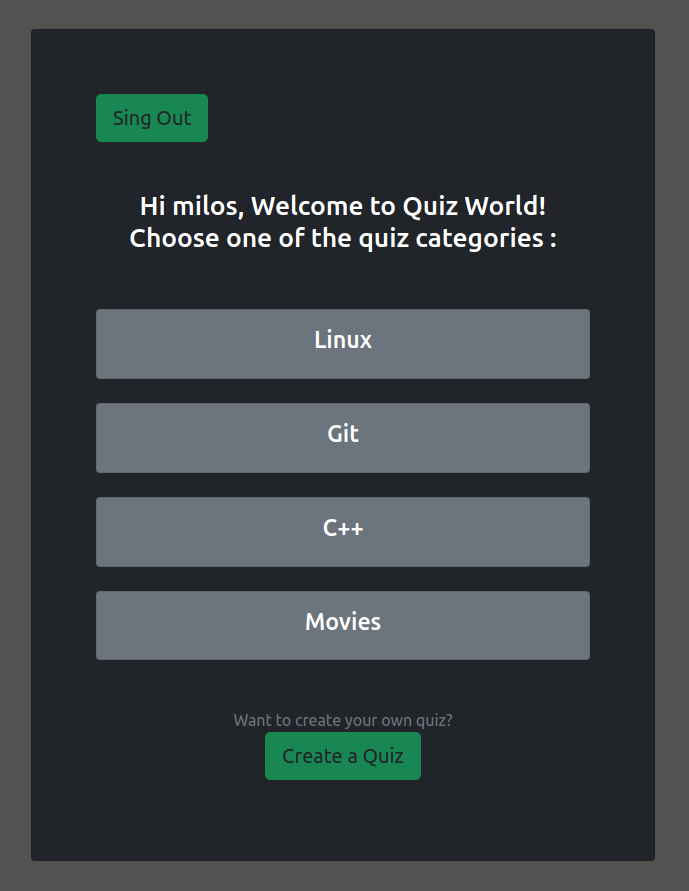 Sing Out
Hi milos, Welcome to Quiz World!
Choose one of the quiz categories :
Linux
Git
C++
Movies
Want to create your own quiz?
Create a Quiz